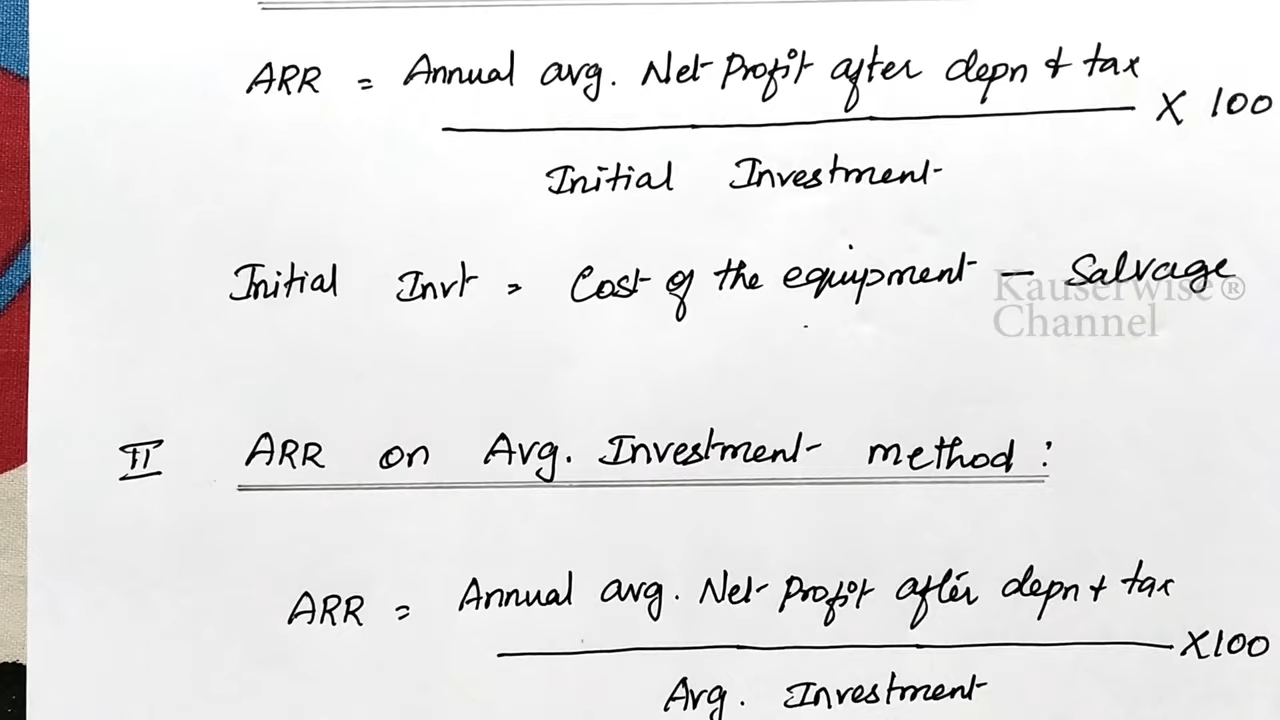 ARR = Annual avg. Net Profit after depn & tax
X 100
Initial Investment
Initial Invt = Cost of the equipment - Salvage
Kauserwise®
Channel
II ARR on Avg. Investment method :
ARR = Annual avg. Net Profit after depn & tax
X100
Avg. Investment